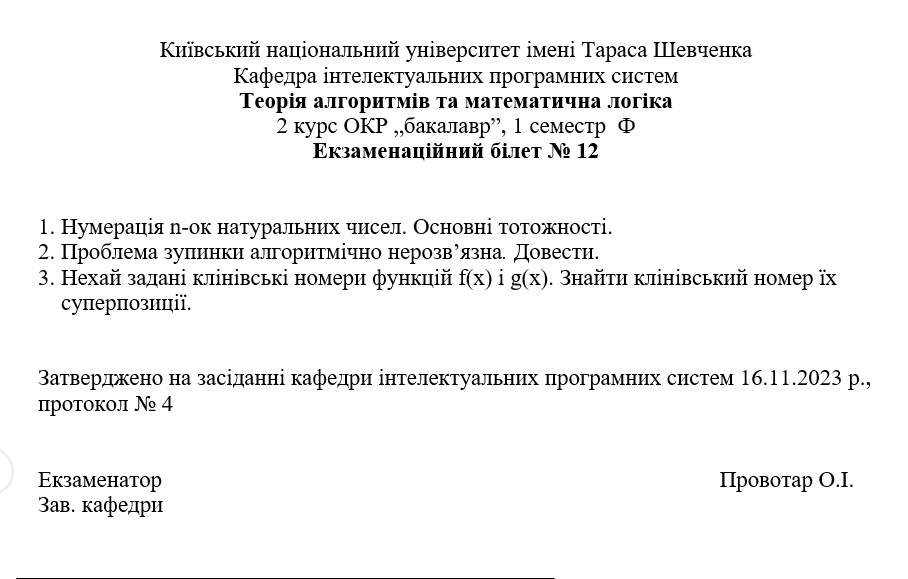 Київський національний університет імені Тараса Шевченка
Кафедра інтелектуальних програмних систем
Теорія алгоритмів та математична логіка
2 курс ОКР „бакалавр”, 1 семестр Ф
Екзаменаційний білет № 12
1. Нумерація n-ок натуральних чисел. Основні тотожності.
2. Проблема зупинки алгоритмічно нерозв’язна. Довести.
3. Нехай задані клінівські номери функцій f(x) і g(x). Знайти клінівський номер їх
суперпозиції.
Затверджено на засіданні кафедри інтелектуальних програмних систем 16.11.2023 р.,
протокол № 4
Екзаменатор Провотар О.І.
Зав. кафедри